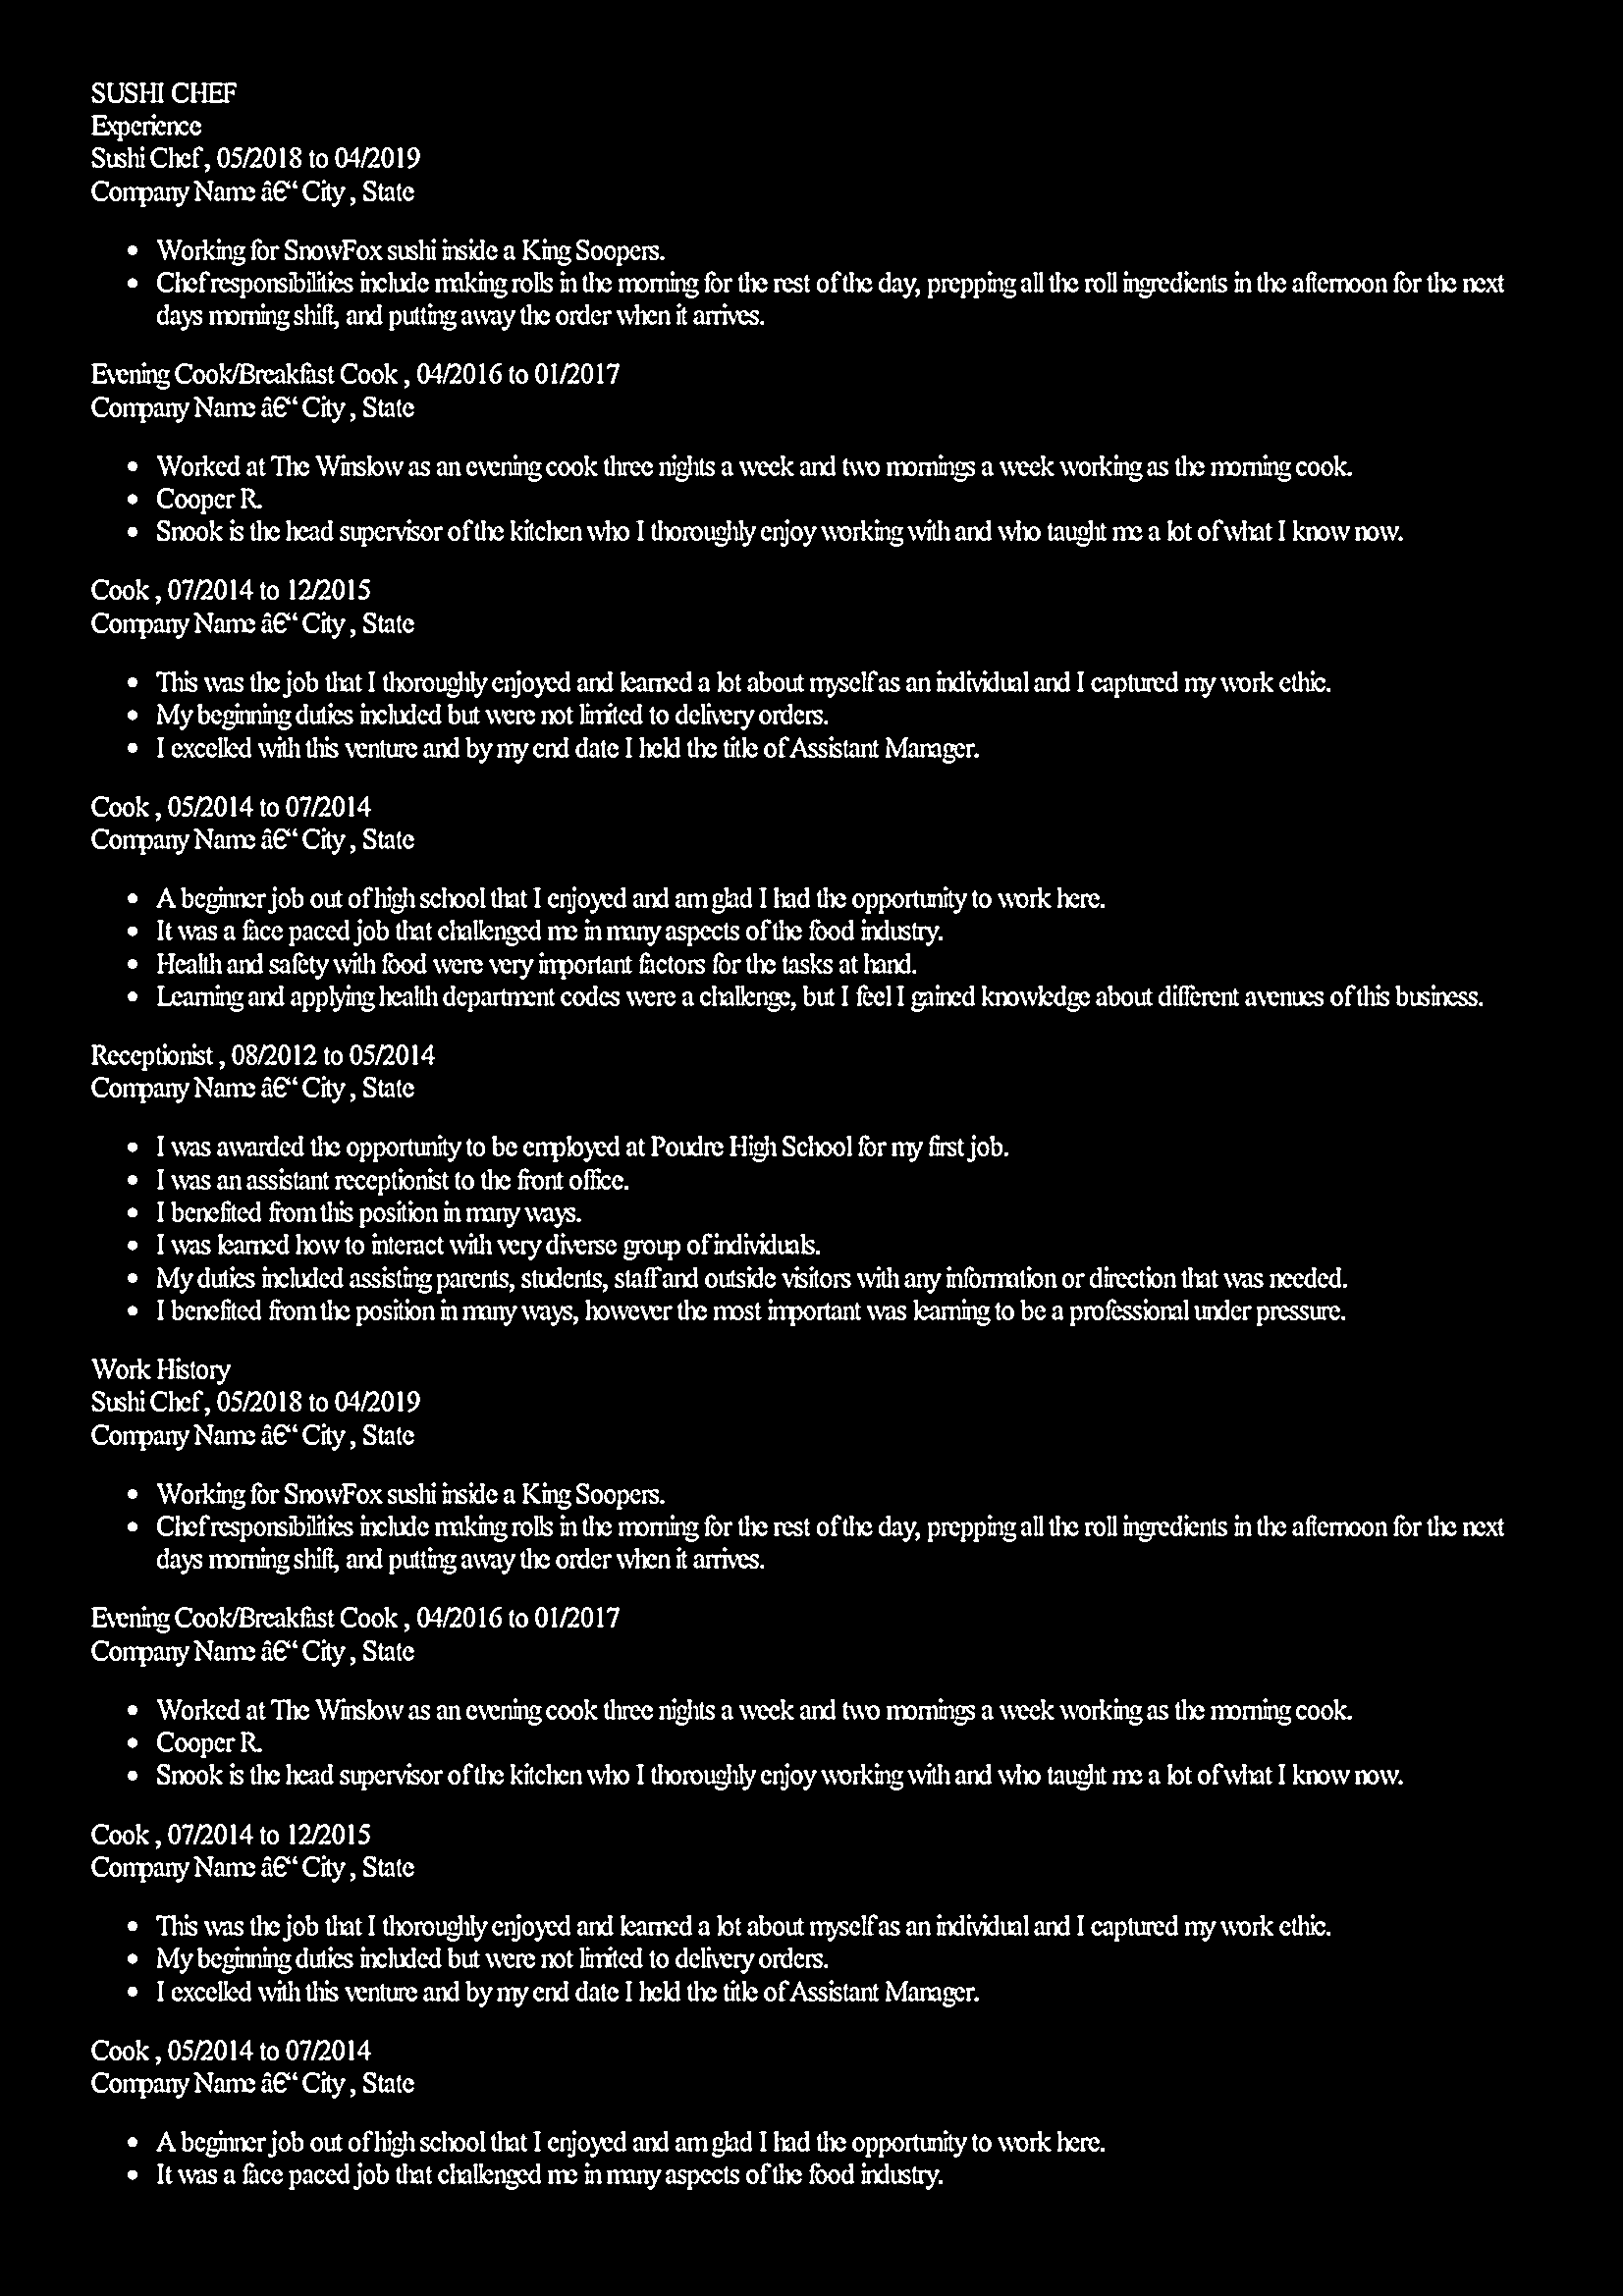 SUSHI CHEF
Experience
Sushi Chef , 05/2018 to 04/2019
Company Name â€“ City , State
• Working for SnowFox sushi inside a King Soopers.
• Chef responsibilities include making rolls in the morning for the rest of the day, prepping all the roll ingredients in the afternoon for the next
days morning shift, and putting away the order when it arrives.
Evening Cook/Breakfast Cook , 04/2016 to 01/2017
Company Name â€“ City , State
• Worked at The Winslow as an evening cook three nights a week and two mornings a week working as the morning cook.
• Cooper R.
• Snook is the head supervisor of the kitchen who I thoroughly enjoy working with and who taught me a lot of what I know now.
Cook , 07/2014 to 12/2015
Company Name â€“ City , State
• This was the job that I thoroughly enjoyed and learned a lot about myself as an individual and I captured my work ethic.
• My beginning duties included but were not limited to delivery orders.
• I excelled with this venture and by my end date I held the title of Assistant Manager.
Cook , 05/2014 to 07/2014
Company Name â€“ City , State
• A beginner job out of high school that I enjoyed and am glad I had the opportunity to work here.
• It was a face paced job that challenged me in many aspects of the food industry.
• Health and safety with food were very important factors for the tasks at hand.
• Learning and applying health department codes were a challenge, but I feel I gained knowledge about different avenues of this business.
Receptionist , 08/2012 to 05/2014
Company Name â€“ City , State
• I was awarded the opportunity to be employed at Poudre High School for my first job.
• I was an assistant receptionist to the front office.
• I benefited from this position in many ways.
• I was learned how to interact with very diverse group of individuals.
• My duties included assisting parents, students, staff and outside visitors with any information or direction that was needed.
• I benefited from the position in many ways, however the most important was learning to be a professional under pressure.
Work History
Sushi Chef , 05/2018 to 04/2019
Company Name â€“ City , State
• Working for SnowFox sushi inside a King Soopers.
• Chef responsibilities include making rolls in the morning for the rest of the day, prepping all the roll ingredients in the afternoon for the next
days morning shift, and putting away the order when it arrives.
Evening Cook/Breakfast Cook , 04/2016 to 01/2017
Company Name â€“ City , State
• Worked at The Winslow as an evening cook three nights a week and two mornings a week working as the morning cook.
• Cooper R.
• Snook is the head supervisor of the kitchen who I thoroughly enjoy working with and who taught me a lot of what I know now.
Cook , 07/2014 to 12/2015
Company Name â€“ City , State
• This was the job that I thoroughly enjoyed and learned a lot about myself as an individual and I captured my work ethic.
• My beginning duties included but were not limited to delivery orders.
• I excelled with this venture and by my end date I held the title of Assistant Manager.
Cook , 05/2014 to 07/2014
Company Name â€“ City , State
• A beginner job out of high school that I enjoyed and am glad I had the opportunity to work here.
• It was a face paced job that challenged me in many aspects of the food industry.